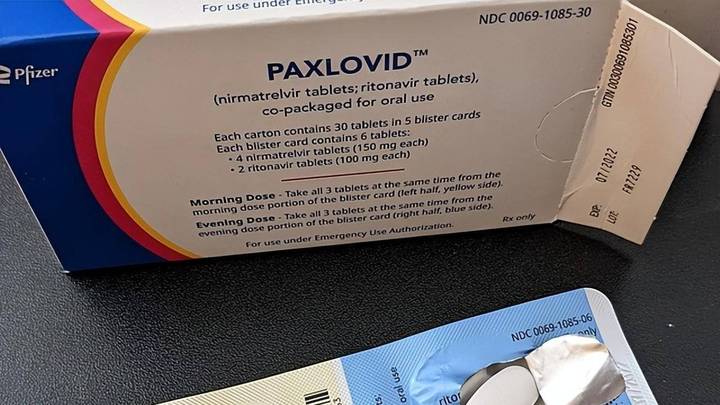 For use under Emergency
NDC 0069-1085-30
Pfizer
PAXLOVID™
(nirmatrelvir tablets; ritonavir tablets),
co-packaged for oral use
Each carton contains 30 tablets in 5 blister cards
Each blister card contains 6 tablets:
• 4 nirmatrelvir tablets (150 mg each)
• 2 ritonavir tablets (100 mg each)
Morning Dose - Take all 3 tablets at the same time from the
morning dose portion of the blister card (left half, yellow side).
Evening Dose - Take all 3 tablets at the same time from the
evening dose portion of the blister card (right half, blue side).
For use under Emergency Use Authorization.
Rx only
GTIN 00300691085301
EXP: 07/2022
LOT: FR7229
NDC 0069-1085-06
only
oral use